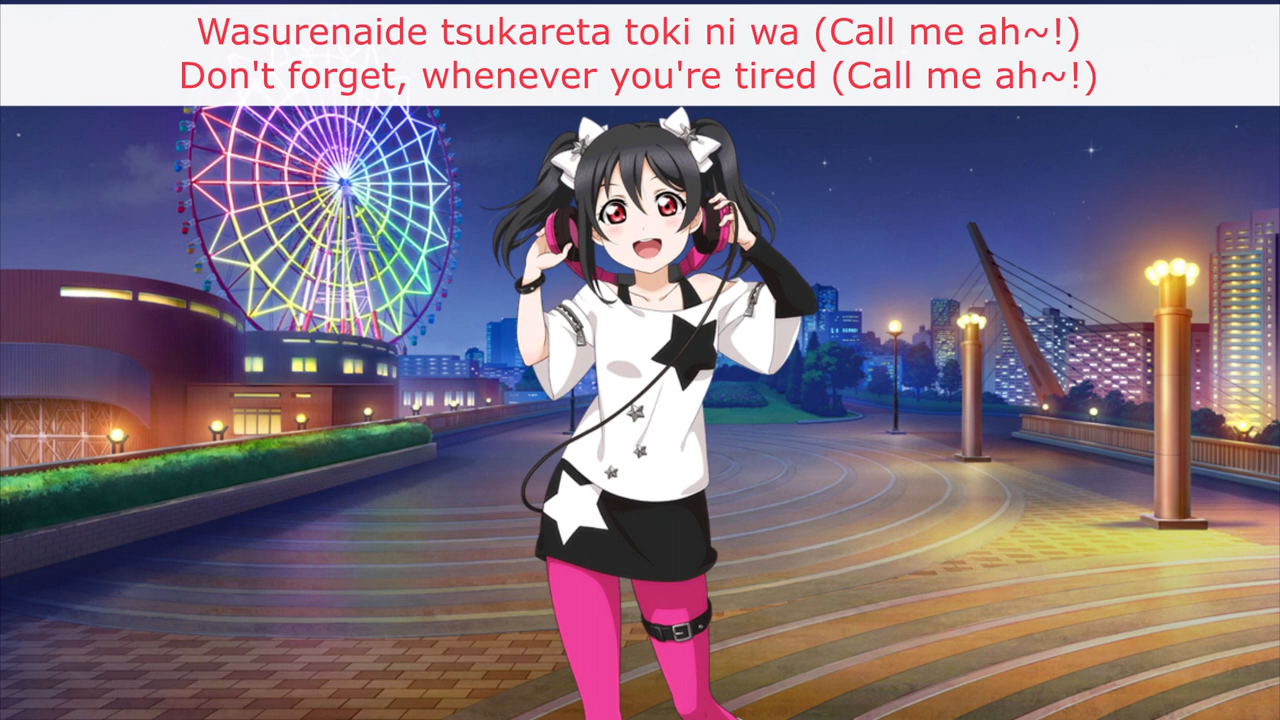 Wasurenaide tsukareta toki ni wa (Call me ah~!)
Don't forget, whenever you're tired (Call me ah~!)